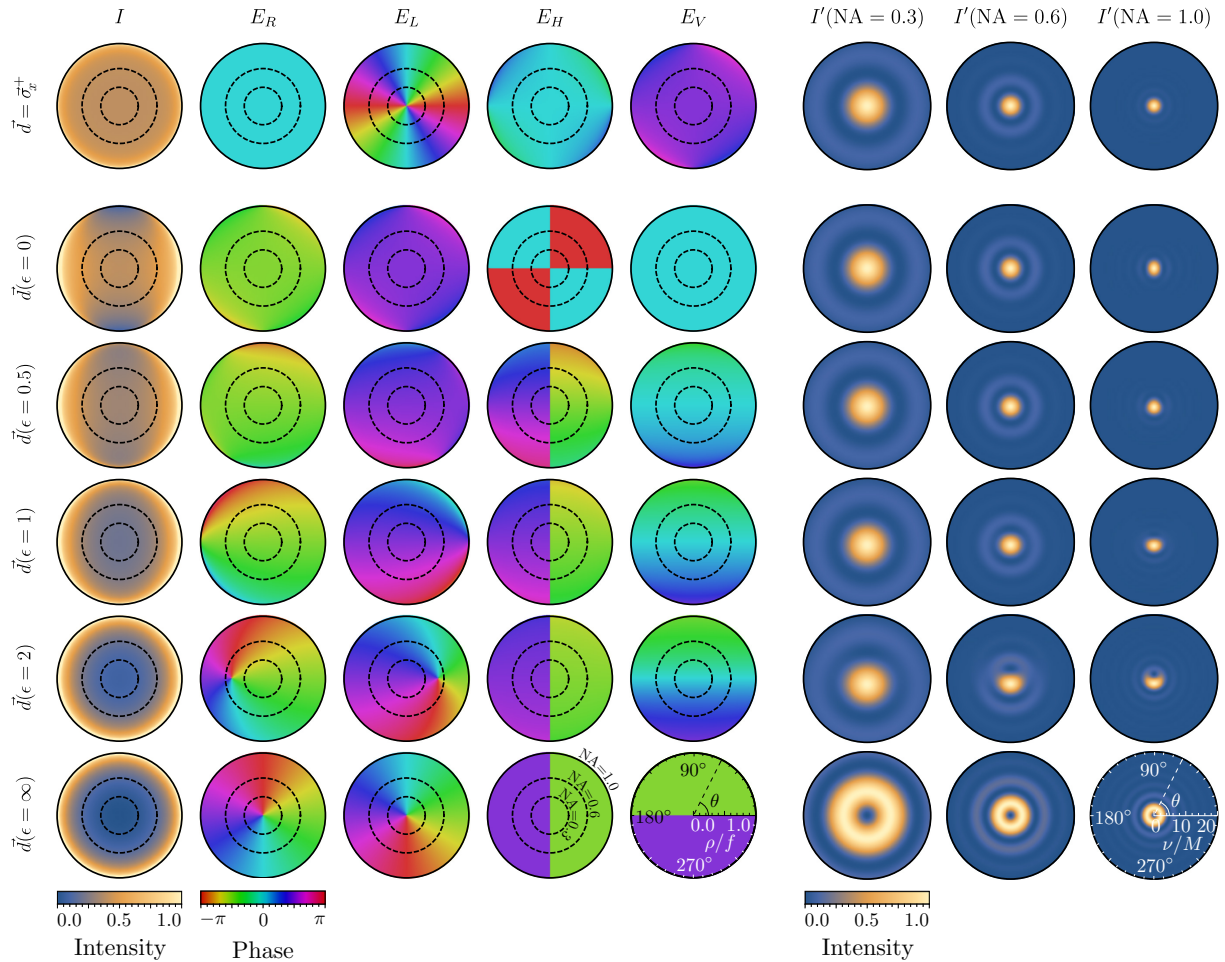 I E_R E_L E_H E_V I′(NA = 0.3) I′(NA = 0.6) I′(NA = 1.0)
d⃗ = σ⃗_x^+
d⃗(ϵ = 0)
d⃗(ϵ = 0.5)
d⃗(ϵ = 1)
d⃗(ϵ = 2)
d⃗(ϵ = ∞)
NA=1.0
NA=0.6
NA=0.3
90°
θ
180°
0.0 1.0
ρ/f
270°
90°
θ
180°
0 10 20
ν/M
270°
0.0 0.5 1.0
Intensity
−π 0 π
Phase
0.0 0.5 1.0
Intensity